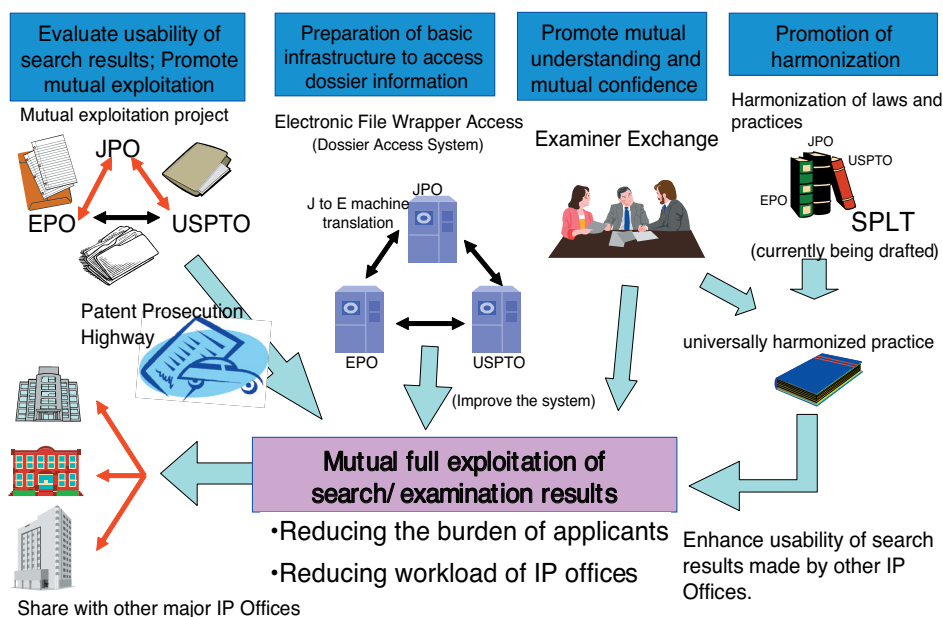 Evaluate usability of
search results; Promote
mutual exploitation
Preparation of basic
infrastructure to access
dossier information
Promote mutual
understanding and
mutual confidence
Promotion of
harmonization
Mutual exploitation project
JPO
EPO
USPTO
Patent Prosecution
Highway
Electronic File Wrapper Access
(Dossier Access System)
JPO
J to E machine
translation
EPO
USPTO
(Improve the system)
Examiner Exchange
Harmonization of laws and
practices
JPO
USPTO
EPO
SPLT
(currently being drafted)
universally harmonized practice
Mutual full exploitation of
search/ examination results
•Reducing the burden of applicants
•Reducing workload of IP offices
Enhance usability of search
results made by other IP
Offices.
Share with other major IP Offices